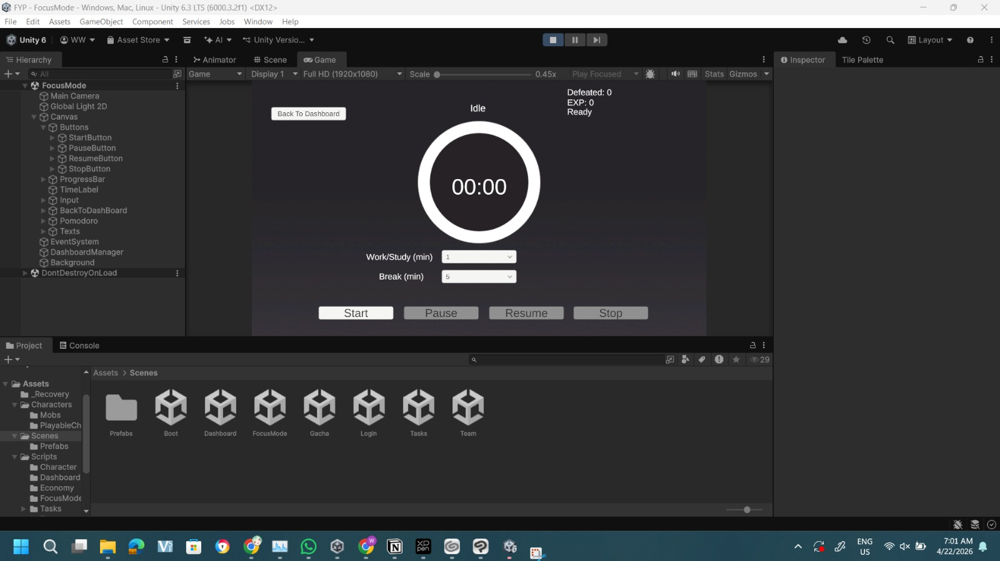 FYP - FocusMode - Windows, Mac, Linux - Unity 6.3 LTS (6000.3.2f1) <DX12>
File Edit Assets GameObject Component Services Jobs Window Help
Unity 6 WW Asset Store AI Unity Versio... Layout
Hierarchy Animator Scene Game Inspector Tile Palette
All Game Display 1 Full HD (1920x1080) Scale 0.45x Play Focused Stats Gizmos
FocusMode
Main Camera
Global Light 2D
Canvas
Buttons
StartButton
PauseButton
ResumeButton
StopButton
ProgressBar
TimeLabel
Input
BackToDashBoard
Pomodoro
Texts
EventSystem
DashboardManager
Background
DontDestroyOnLoad
Back To Dashboard
Idle
Defeated: 0
EXP: 0
Ready
00:00
Work/Study (min) 1
Break (min) 5
Start Pause Resume Stop
Project Console
29
Assets
_Recovery
Characters
Mobs
PlayableCh
Scenes
Prefabs
Scripts
Character
Dashboard
Economy
FocusMode
Tasks
Assets > Scenes
Prefabs Boot Dashboard FocusMode Gacha Login Tasks Team
ENG
US
7:01 AM
4/22/2026